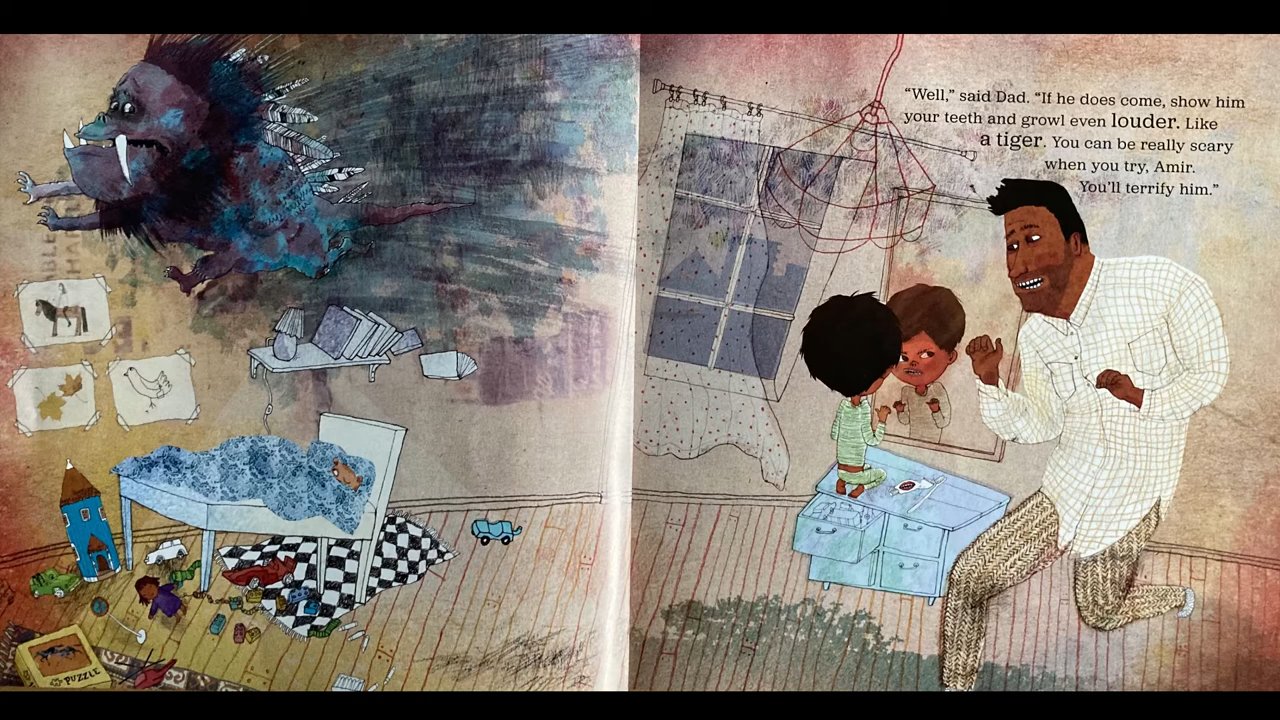 “Well,” said Dad. “If he does come, show him
your teeth and growl even louder. Like
a tiger. You can be really scary
when you try, Amir.
You’ll terrify him.”
PUZZLE